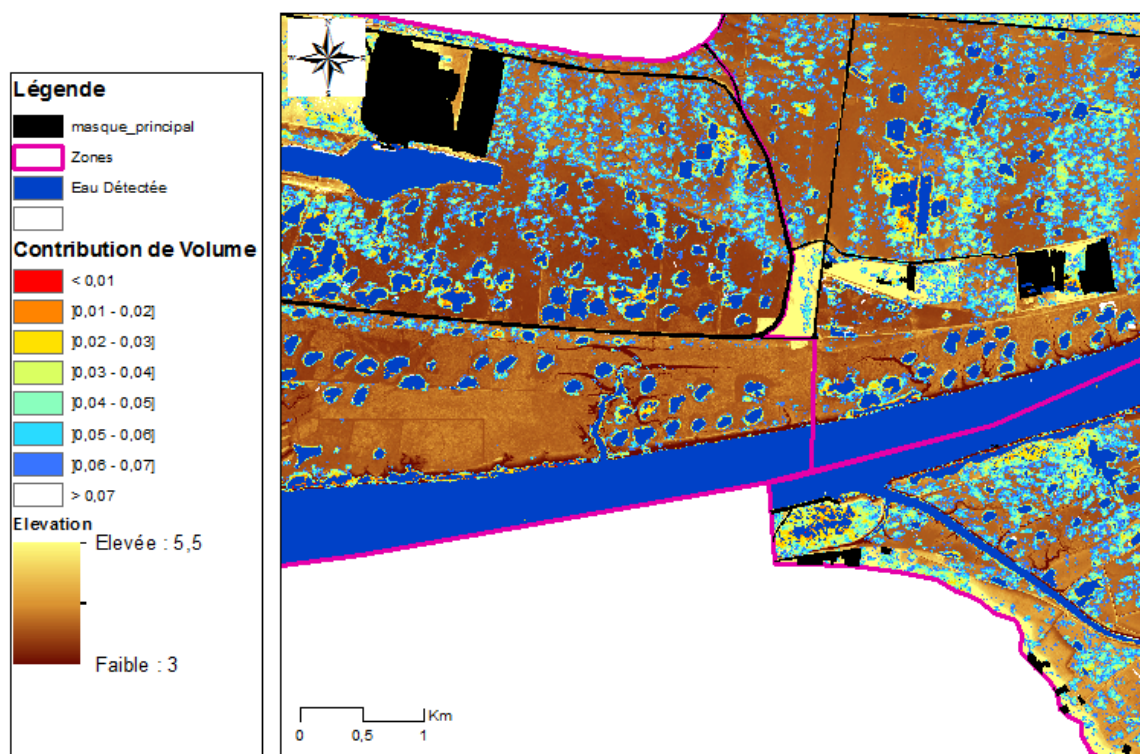 Légende
masque_principal
Zones
Eau Détectée
Contribution de Volume
< 0,01
]0,01 - 0,02]
]0,02 - 0,03]
]0,03 - 0,04]
]0,04 - 0,05]
]0,05 - 0,06]
]0,06 - 0,07]
> 0,07
Elevation
Elevée : 5,5
Faible : 3
Km
0 0,5 1